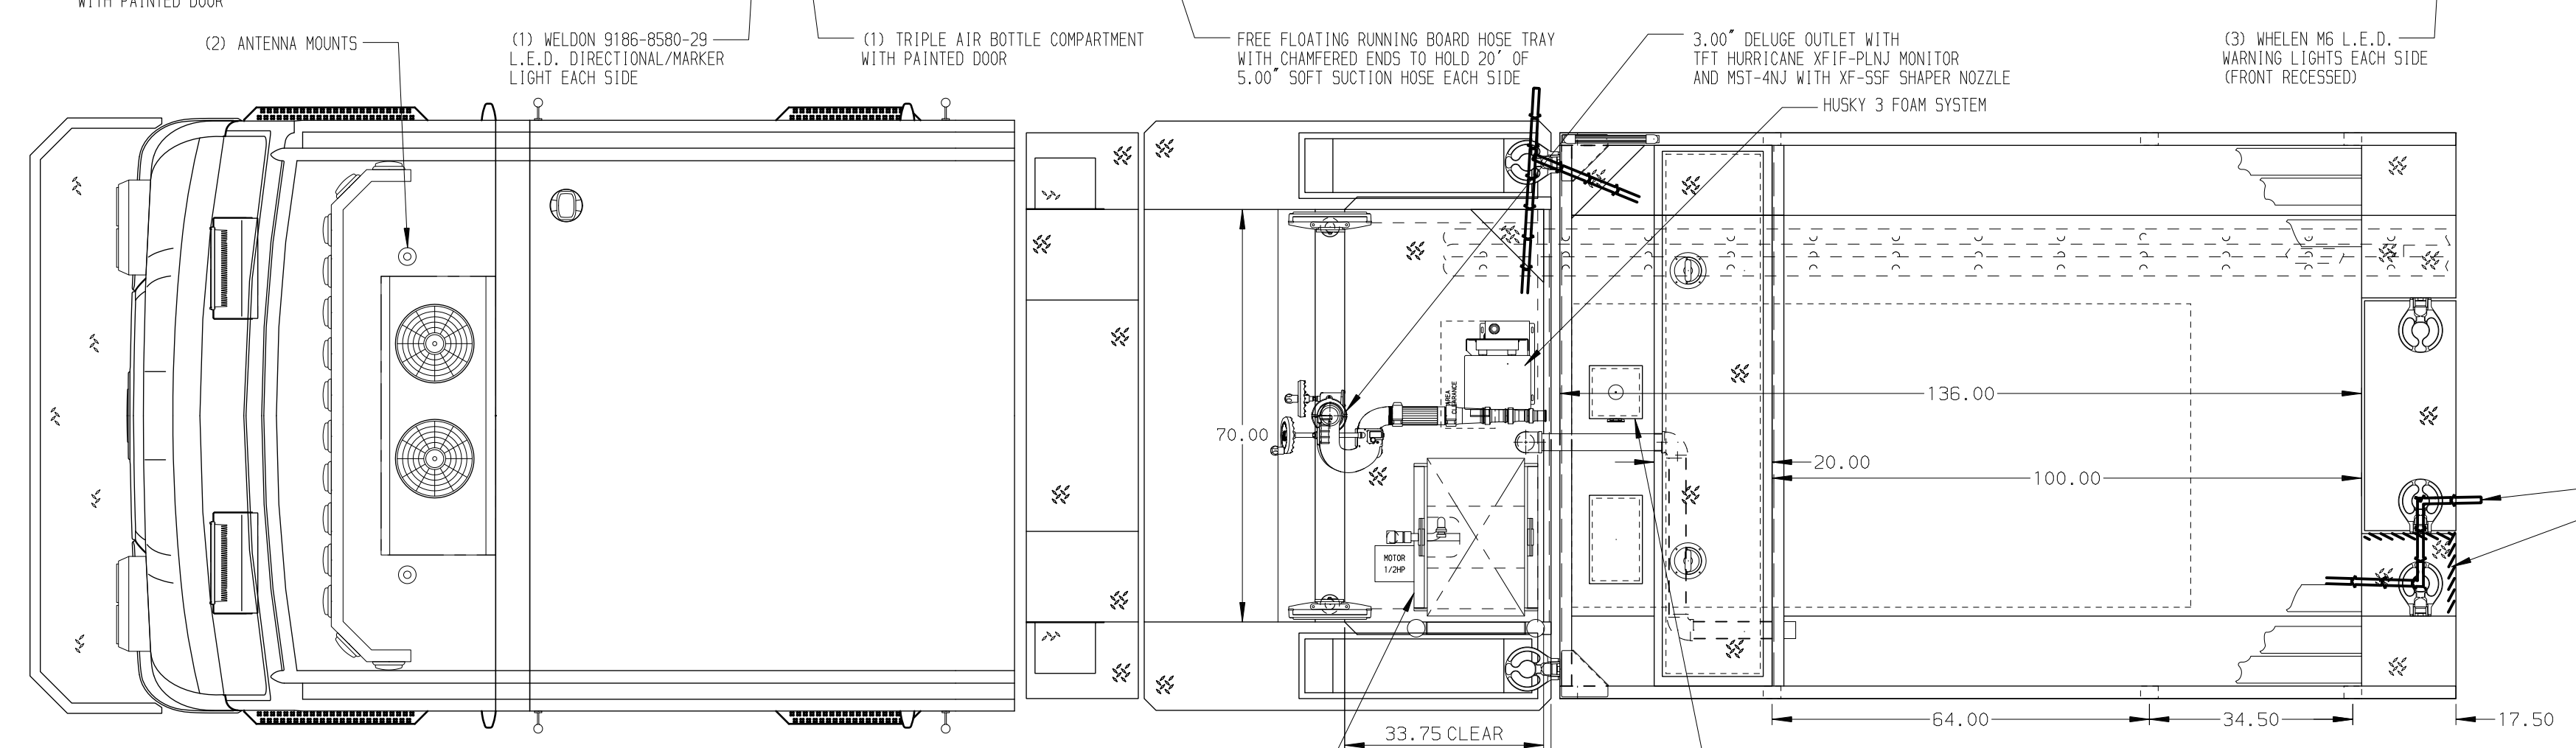 WITH PAINTED DOOR
(2) ANTENNA MOUNTS
(1) WELDON 9186-8580-29
L.E.D. DIRECTIONAL/MARKER
LIGHT EACH SIDE
(1) TRIPLE AIR BOTTLE COMPARTMENT
WITH PAINTED DOOR
FREE FLOATING RUNNING BOARD HOSE TRAY
WITH CHAMFERED ENDS TO HOLD 20' OF
5.00" SOFT SUCTION HOSE EACH SIDE
3.00" DELUGE OUTLET WITH
TFT HURRICANE XFIF-PLNJ MONITOR
AND MST-4NJ WITH XF-SSF SHAPER NOZZLE
HUSKY 3 FOAM SYSTEM
(3) WHELEN M6 L.E.D.
WARNING LIGHTS EACH SIDE
(FRONT RECESSED)
AREA
CLEARANCE
136.00
70.00
20.00
100.00
MOTOR
1/2HP
64.00
34.50
17.50
33.75 CLEAR